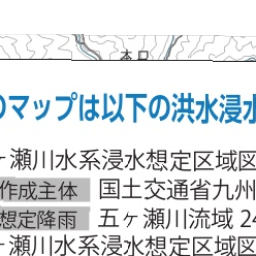 のマップは以下の洪水浸水
ヶ瀬川水系浸水想定区域図
作成主体 国土交通省九州
想定降雨 五ヶ瀬川流域 24
ヶ瀬川水系浸水想定区域図